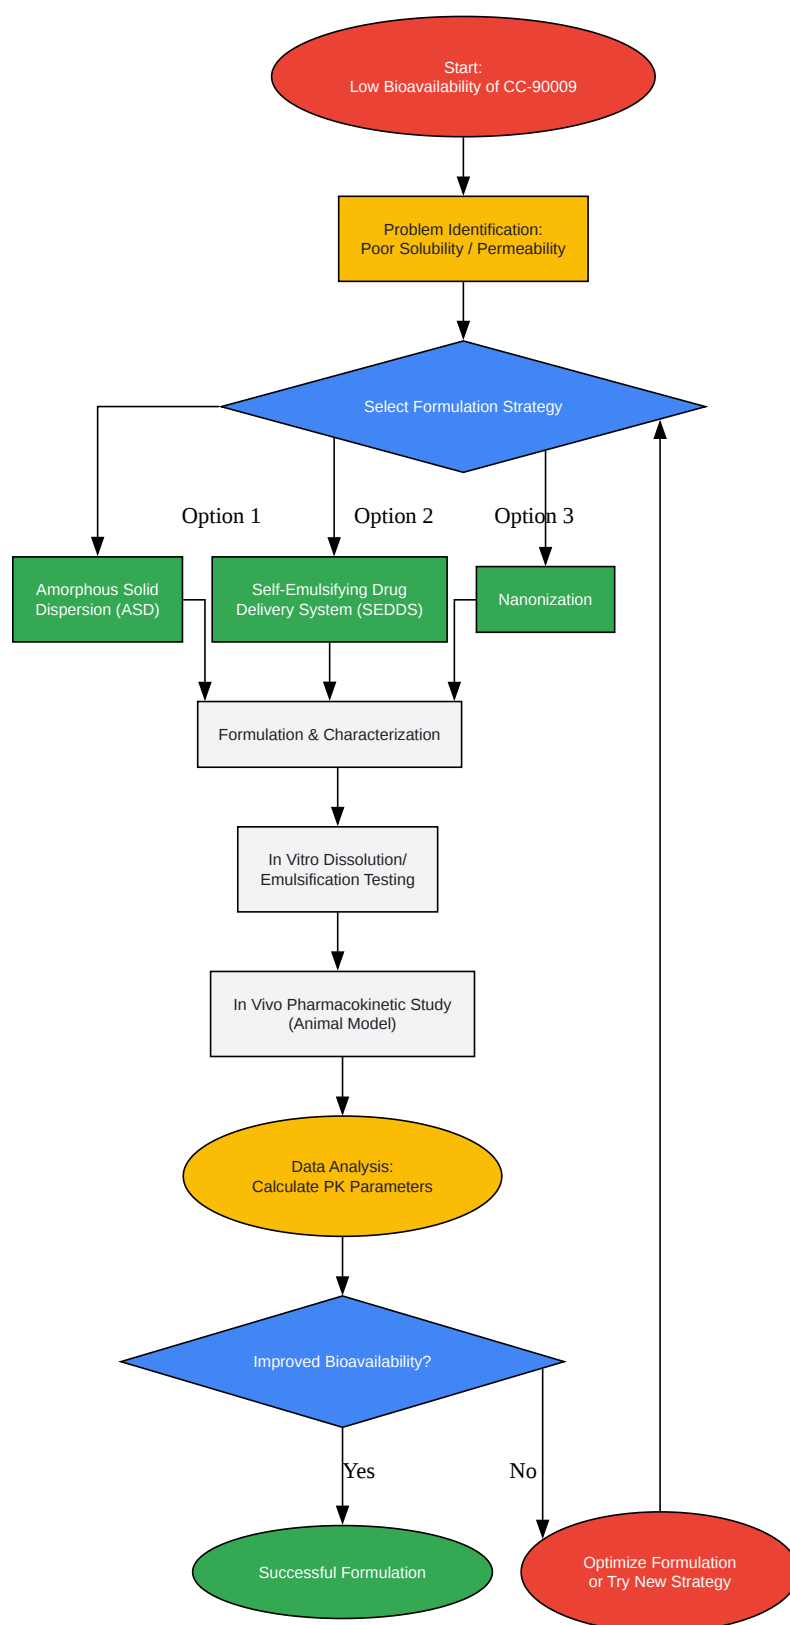 Start:
Low Bioavailability of CC-90009
Problem Identification:
Poor Solubility / Permeability
Select Formulation Strategy
Option 1
Option 2
Option 3
Amorphous Solid
Dispersion (ASD)
Self-Emulsifying Drug
Delivery System (SEDDS)
Nanonization
Formulation & Characterization
In Vitro Dissolution/
Emulsification Testing
In Vivo Pharmacokinetic Study
(Animal Model)
Data Analysis:
Calculate PK Parameters
Improved Bioavailability?
Yes
No
Successful Formulation
Optimize Formulation
or Try New Strategy